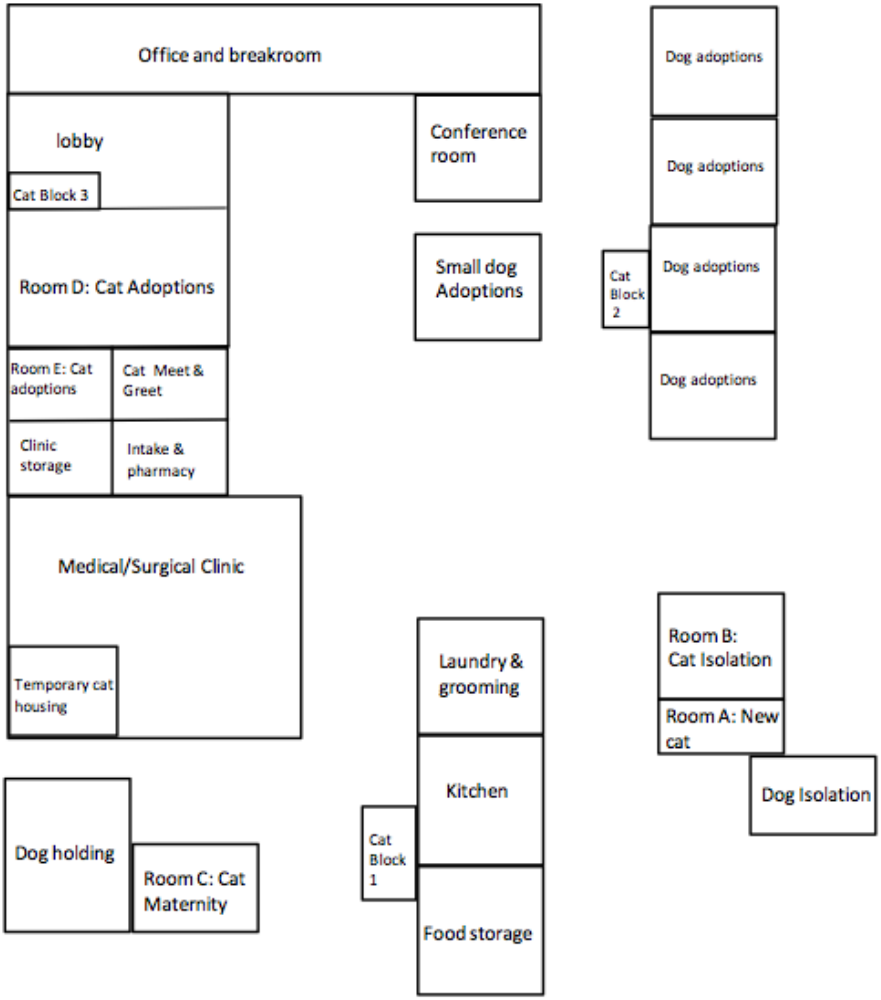 Office and breakroom
lobby
Cat Block 3
Room D: Cat Adoptions
Room E: Cat
adoptions
Cat Meet &
Greet
Clinic
storage
Intake &
pharmacy
Medical/Surgical Clinic
Temporary cat
housing
Dog holding
Room C: Cat
Maternity
Conference
room
Small dog
Adoptions
Laundry &
grooming
Kitchen
Cat
Block
1
Food storage
Dog adoptions
Dog adoptions
Cat
Block
2
Dog adoptions
Dog adoptions
Room B:
Cat Isolation
Room A: New
cat
Dog Isolation